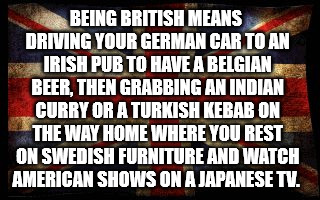 BEING BRITISH MEANS
DRIVING YOUR GERMAN CAR TO AN
IRISH PUB TO HAVE A BELGIAN
BEER, THEN GRABBING AN INDIAN
CURRY OR A TURKISH KEBAB ON
THE WAY HOME WHERE YOU REST
ON SWEDISH FURNITURE AND WATCH
AMERICAN SHOWS ON A JAPANESE TV.